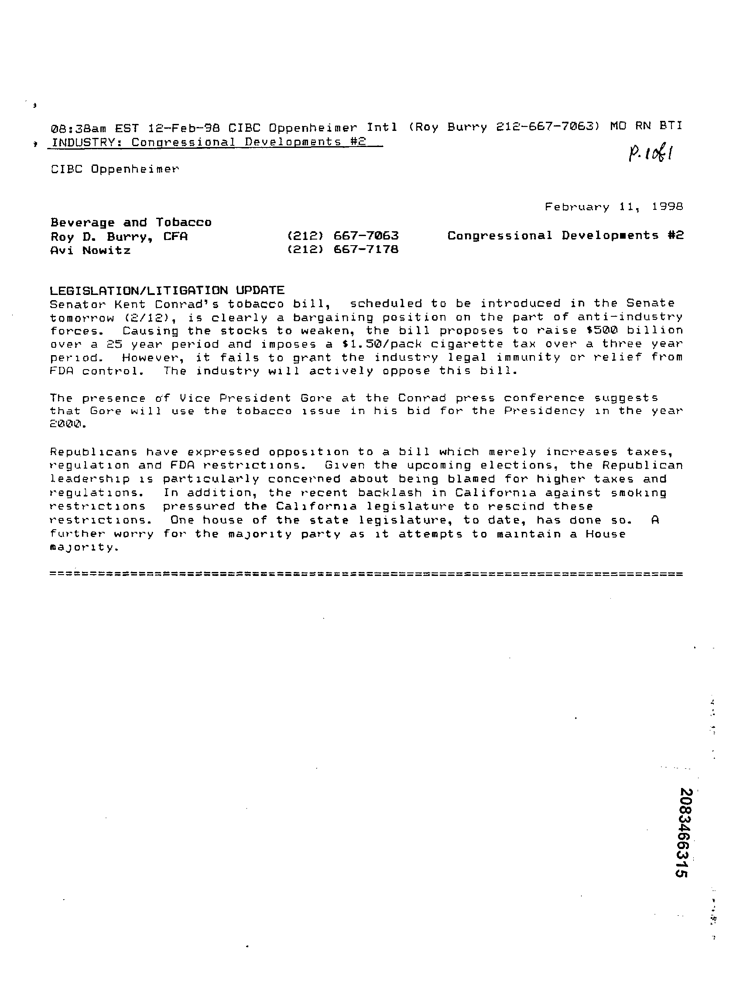 08:38am EST 12-Feb-98 CIBC Oppenheimer Intl (Roy Burry 212-667-7063) MO RN BTI
INDUSTRY: Congressional Developments #2
P. 1 of 1
CIBC Oppenheimer
February 11, 1998
Beverage and Tobacco
Roy D. Burry, CFA (212) 667-7063 Congressional Developments #2
Avi Nowitz (212) 667-7178
LEGISLATION/LITIGATION UPDATE
Senator Kent Conrad's tobacco bill, scheduled to be introduced in the Senate
tomorrow (2/12), is clearly a bargaining position on the part of anti-industry
forces. Causing the stocks to weaken, the bill proposes to raise $500 billion
over a 25 year period and imposes a $1.50/pack cigarette tax over a three year
period. However, it fails to grant the industry legal immunity or relief from
FDA control. The industry will actively oppose this bill.
The presence of Vice President Gore at the Conrad press conference suggests
that Gore will use the tobacco issue in his bid for the Presidency in the year
2000.
Republicans have expressed opposition to a bill which merely increases taxes,
regulation and FDA restrictions. Given the upcoming elections, the Republican
leadership is particularly concerned about being blamed for higher taxes and
regulations. In addition, the recent backlash in California against smoking
restrictions pressured the California legislature to rescind these
restrictions. One house of the state legislature, to date, has done so. A
further worry for the majority party as it attempts to maintain a House
majority.
================================================================================
2083466315